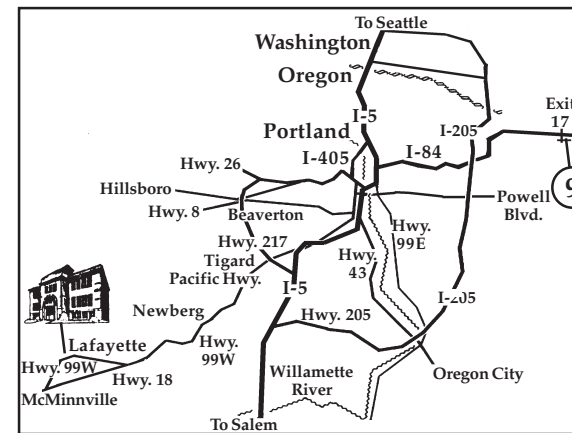 To Seattle
Washington
Oregon
Exit
17
I-5
I-205
Portland
I-405
I-84
Hwy. 26
Hillsboro
Hwy. 8
Beaverton
Powell
Blvd.
Hwy.
99E
Hwy. 217
Hwy.
43
Tigard
Pacific Hwy.
I-5
I-205
Newberg
Hwy. 205
Lafayette
Hwy.
99W
Hwy. 99W
Hwy. 18
Willamette
River
Oregon City
McMinnville
To Salem
9